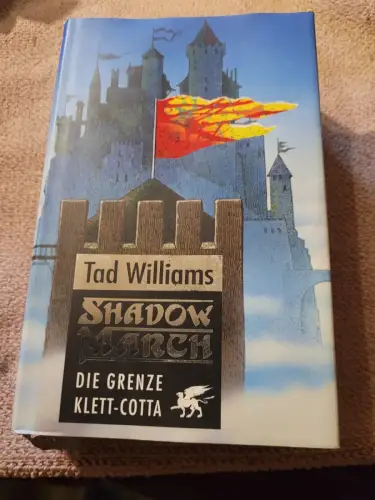 Tad Williams
SHADOW
MARCH
DIE GRENZE
KLETT-COTTA